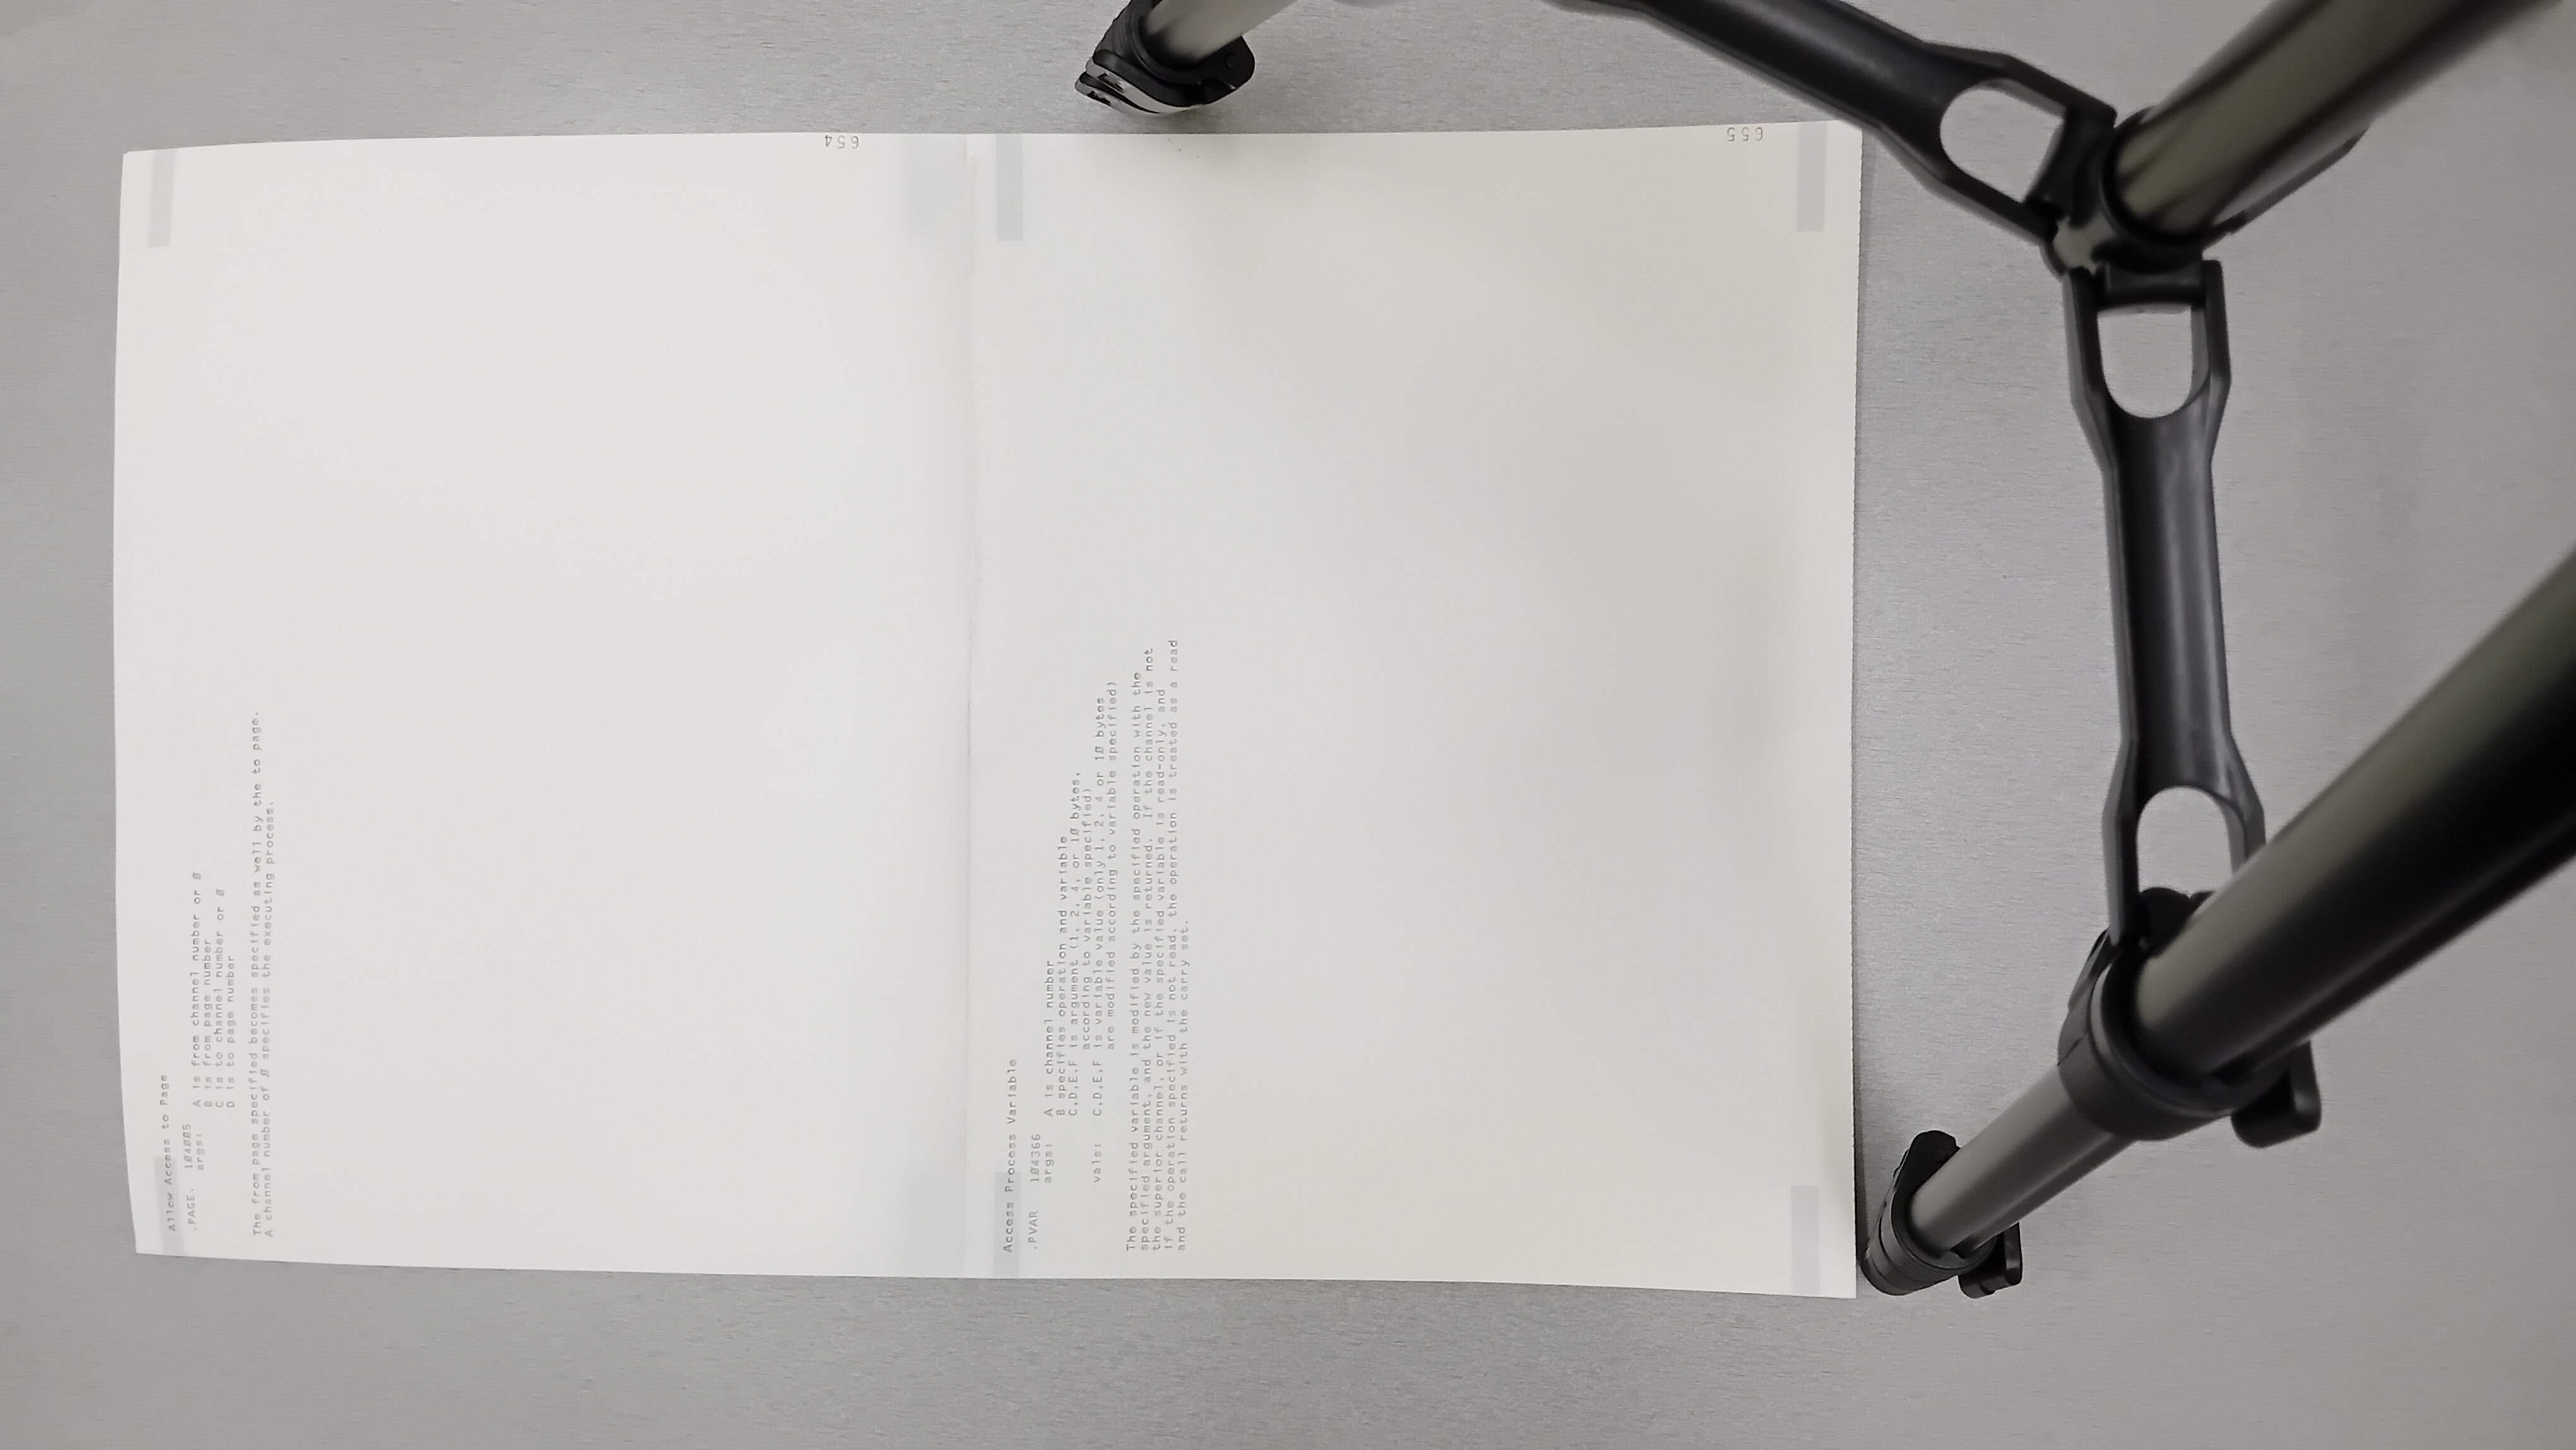 Allow Access to Page
.PAGE. 104005
args: A is from channel number or 0
B is from page number
C is to channel number or 0
D is to page number
The from page specified becomes specified as well by the to page.
A channel number of 0 specifies the executing process.
654
Access Process Variable
.PVAR 104366
args: A is channel number
B specifies operation and variable
C,D,E,F is argument (1, 2, 4, or 10 bytes,
according to variable specified)
vals: C,D,E,F is variable value (only 1, 2, 4 or 10 bytes
are modified according to variable specified)
The specified variable is modified by the specified operation with the
specified argument, and the new value is returned. If the channel is not
the superior channel, or if the specified variable is read-only, and
if the operation specified is not read, the operation is treated as a read
and the call returns with the carry set.
655